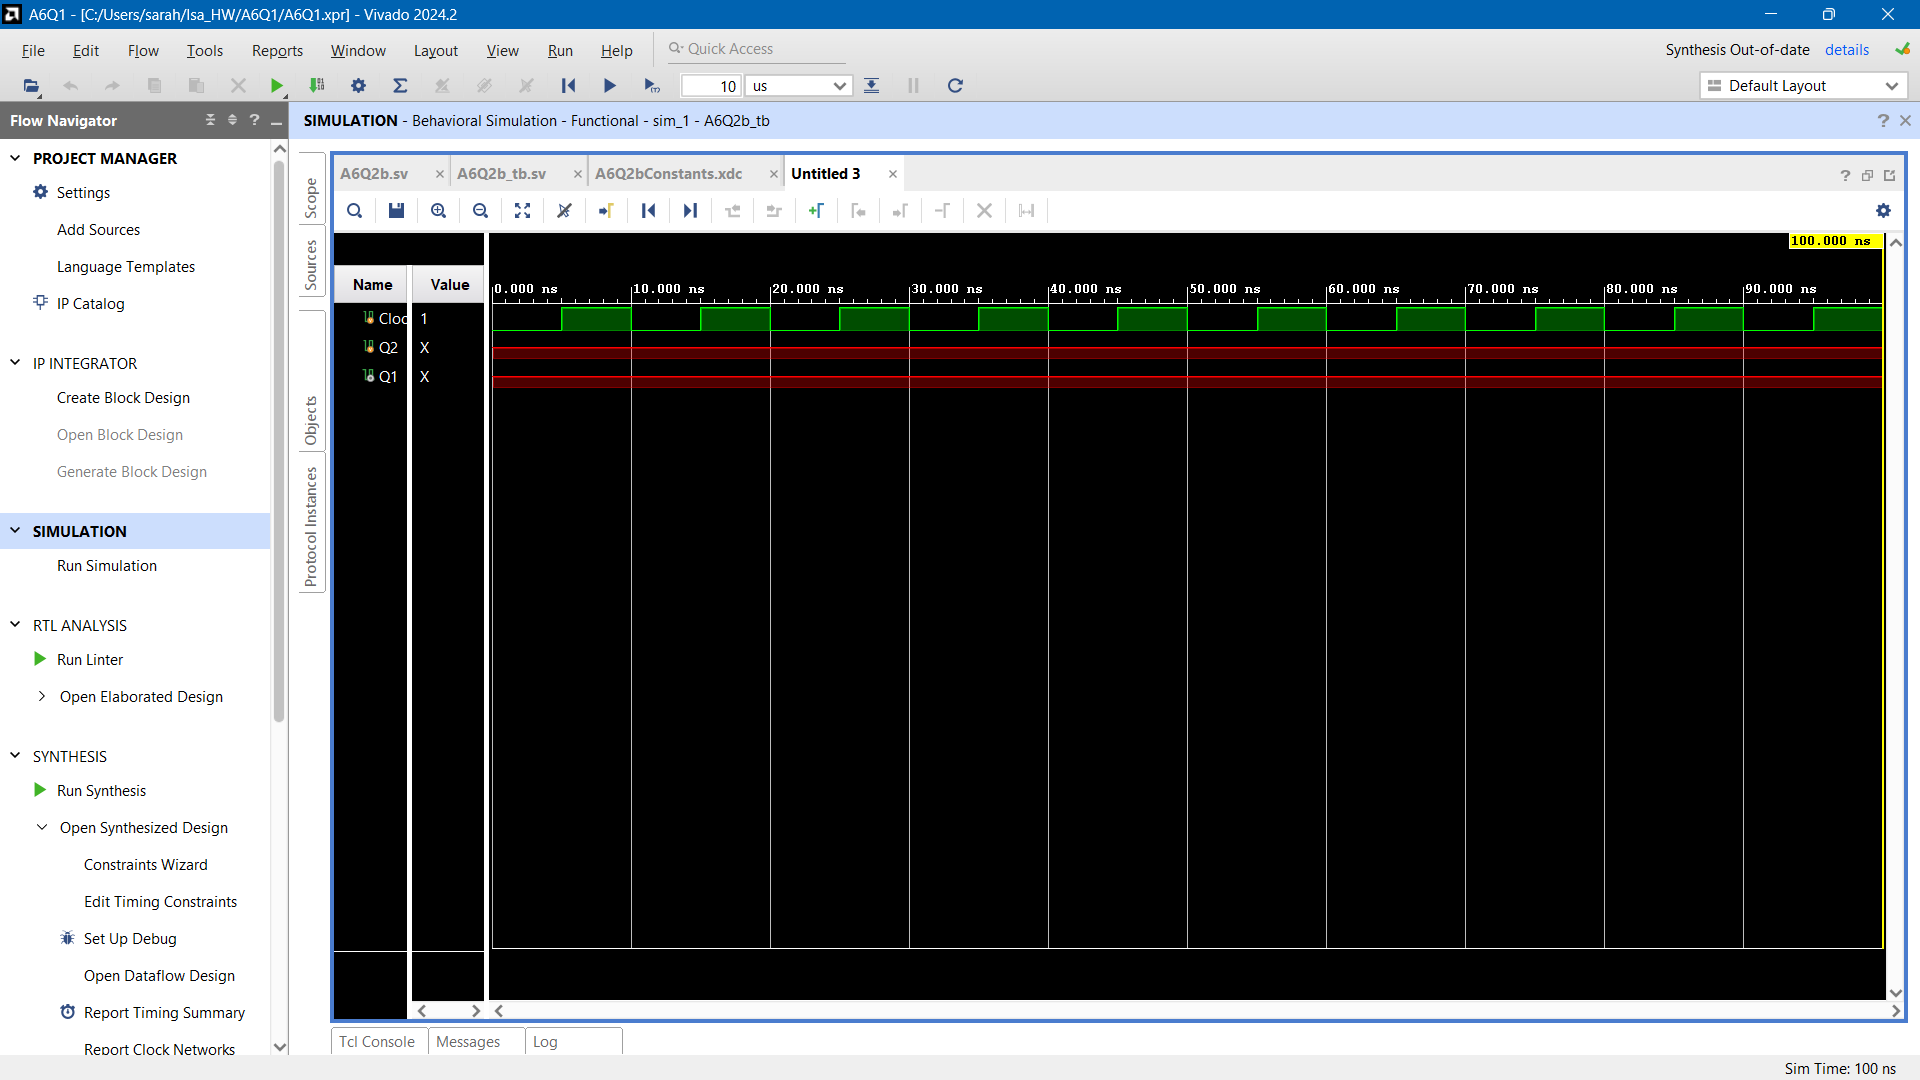 A6Q1 - [C:/Users/sarah/Isa_HW/A6Q1/A6Q1.xpr] - Vivado 2024.2
File Edit Flow Tools Reports Window Layout View Run Help Quick Access
Synthesis Out-of-date details
10 us
Default Layout
Flow Navigator
SIMULATION - Behavioral Simulation - Functional - sim_1 - A6Q2b_tb
PROJECT MANAGER
Settings
Add Sources
Language Templates
IP Catalog
IP INTEGRATOR
Create Block Design
Open Block Design
Generate Block Design
SIMULATION
Run Simulation
RTL ANALYSIS
Run Linter
Open Elaborated Design
SYNTHESIS
Run Synthesis
Open Synthesized Design
Constraints Wizard
Edit Timing Constraints
Set Up Debug
Open Dataflow Design
Report Timing Summary
Report Clock Networks
Scope
Sources
Objects
Protocol Instances
A6Q2b.sv A6Q2b_tb.sv A6Q2bConstants.xdc Untitled 3
100.000 ns
Name Value
0.000 ns 10.000 ns 20.000 ns 30.000 ns 40.000 ns 50.000 ns 60.000 ns 70.000 ns 80.000 ns 90.000 ns
Cloc 1
Q2 X
Q1 X
Tcl Console Messages Log
Sim Time: 100 ns